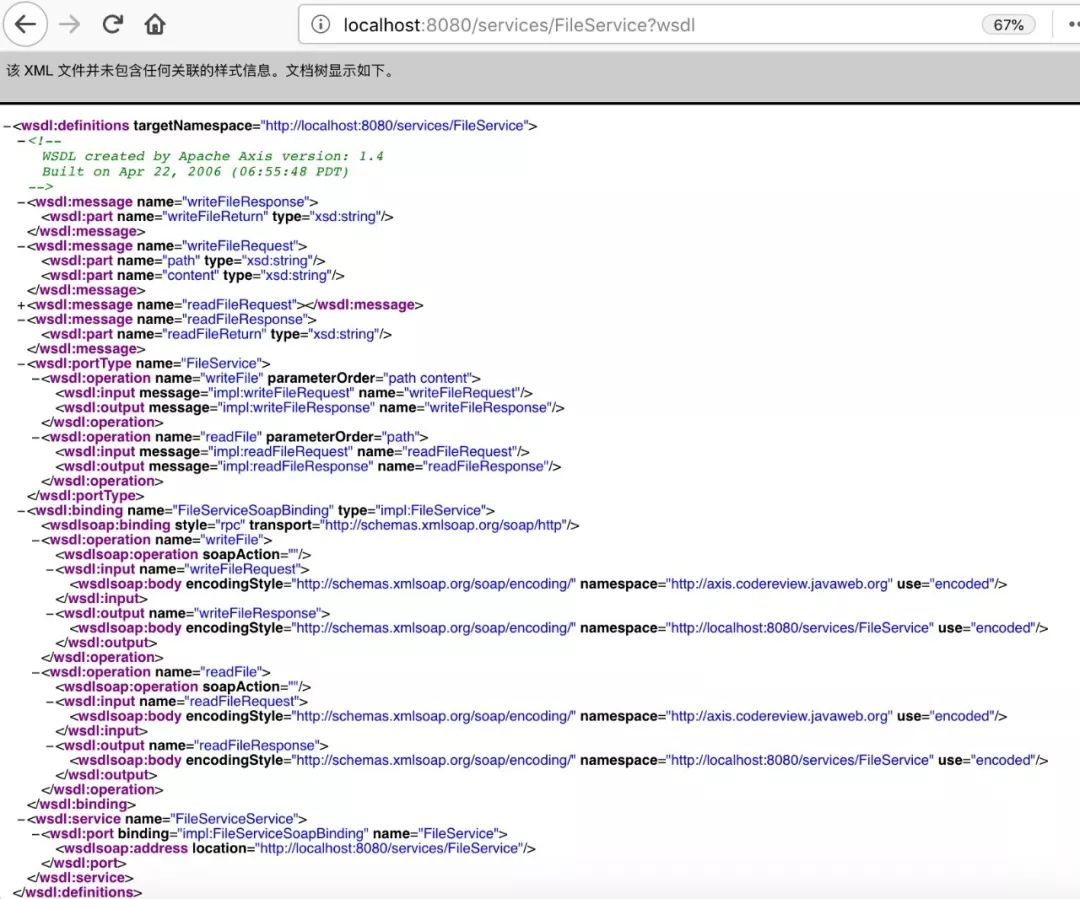 localhost:8080/services/FileService?wsdl 67%
该 XML 文件并未包含任何关联的样式信息。文档树显示如下。
−<wsdl:definitions targetNamespace="http://localhost:8080/services/FileService">
−<!--
WSDL created by Apache Axis version: 1.4
Built on Apr 22, 2006 (06:55:48 PDT)
-->
−<wsdl:message name="writeFileResponse">
<wsdl:part name="writeFileReturn" type="xsd:string"/>
</wsdl:message>
−<wsdl:message name="writeFileRequest">
<wsdl:part name="path" type="xsd:string"/>
<wsdl:part name="content" type="xsd:string"/>
</wsdl:message>
+<wsdl:message name="readFileRequest"></wsdl:message>
−<wsdl:message name="readFileResponse">
<wsdl:part name="readFileReturn" type="xsd:string"/>
</wsdl:message>
−<wsdl:portType name="FileService">
−<wsdl:operation name="writeFile" parameterOrder="path content">
<wsdl:input message="impl:writeFileRequest" name="writeFileRequest"/>
<wsdl:output message="impl:writeFileResponse" name="writeFileResponse"/>
</wsdl:operation>
−<wsdl:operation name="readFile" parameterOrder="path">
<wsdl:input message="impl:readFileRequest" name="readFileRequest"/>
<wsdl:output message="impl:readFileResponse" name="readFileResponse"/>
</wsdl:operation>
</wsdl:portType>
−<wsdl:binding name="FileServiceSoapBinding" type="impl:FileService">
<wsdlsoap:binding style="rpc" transport="http://schemas.xmlsoap.org/soap/http"/>
−<wsdl:operation name="writeFile">
<wsdlsoap:operation soapAction=""/>
−<wsdl:input name="writeFileRequest">
<wsdlsoap:body encodingStyle="http://schemas.xmlsoap.org/soap/encoding/" namespace="http://axis.codereview.javaweb.org" use="encoded"/>
</wsdl:input>
−<wsdl:output name="writeFileResponse">
<wsdlsoap:body encodingStyle="http://schemas.xmlsoap.org/soap/encoding/" namespace="http://localhost:8080/services/FileService" use="encoded"/>
</wsdl:output>
</wsdl:operation>
−<wsdl:operation name="readFile">
<wsdlsoap:operation soapAction=""/>
−<wsdl:input name="readFileRequest">
<wsdlsoap:body encodingStyle="http://schemas.xmlsoap.org/soap/encoding/" namespace="http://axis.codereview.javaweb.org" use="encoded"/>
</wsdl:input>
−<wsdl:output name="readFileResponse">
<wsdlsoap:body encodingStyle="http://schemas.xmlsoap.org/soap/encoding/" namespace="http://localhost:8080/services/FileService" use="encoded"/>
</wsdl:output>
</wsdl:operation>
</wsdl:binding>
−<wsdl:service name="FileServiceService">
−<wsdl:port binding="impl:FileServiceSoapBinding" name="FileService">
<wsdlsoap:address location="http://localhost:8080/services/FileService"/>
</wsdl:port>
</wsdl:service>
</wsdl:definitions>